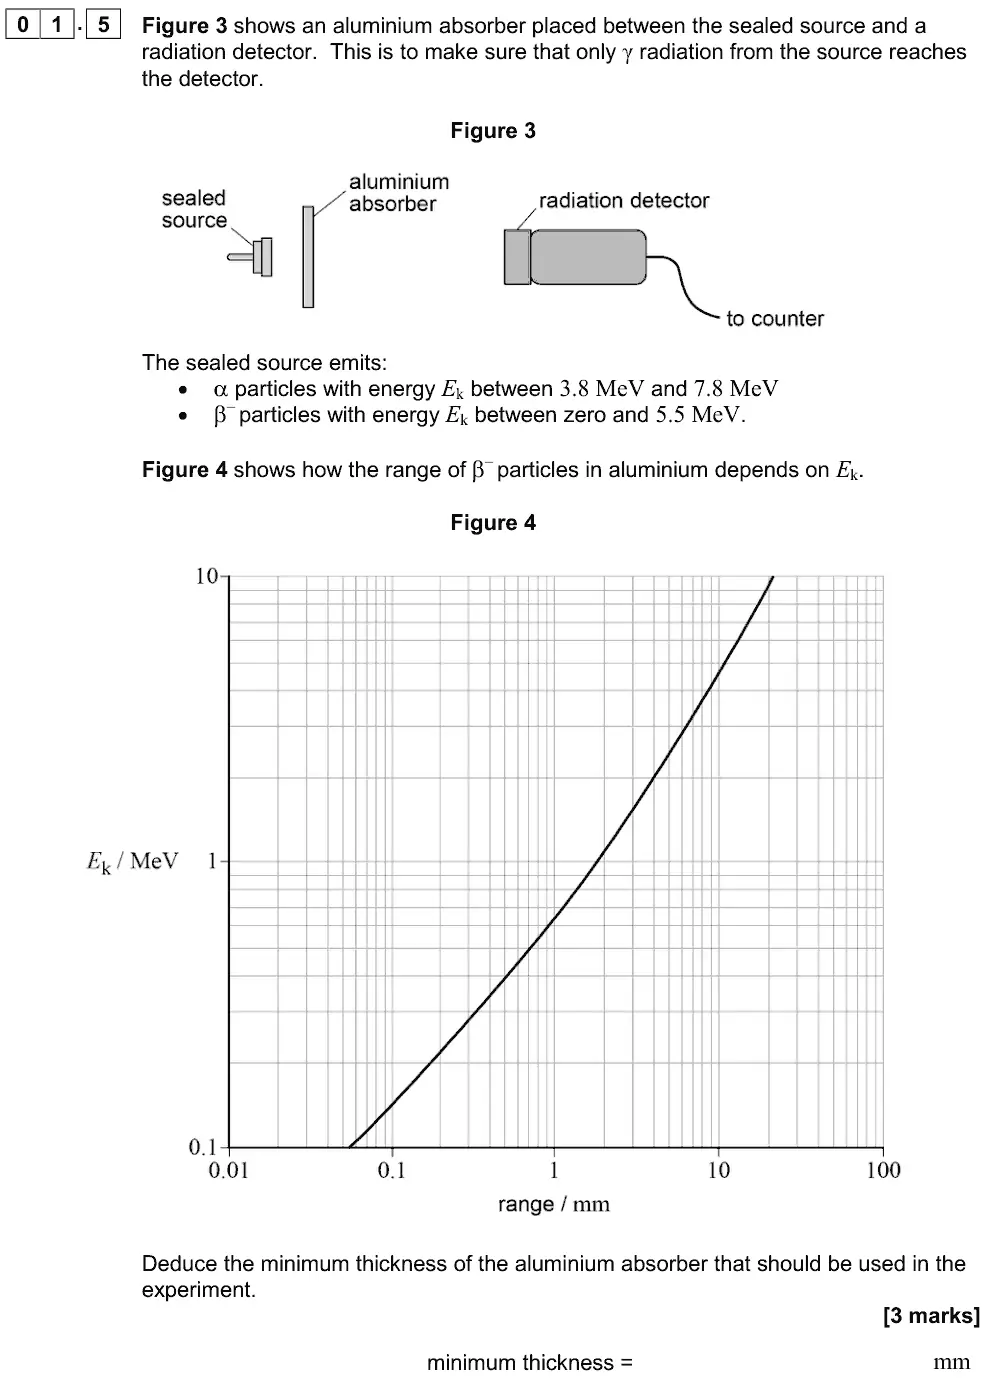 0 1 . 5 Figure 3 shows an aluminium absorber placed between the sealed source and a
radiation detector. This is to make sure that only γ radiation from the source reaches
the detector.
Figure 3
sealed
source
aluminium
absorber
radiation detector
to counter
The sealed source emits:
• α particles with energy Eₖ between 3.8 MeV and 7.8 MeV
• β⁻ particles with energy Eₖ between zero and 5.5 MeV.
Figure 4 shows how the range of β⁻ particles in aluminium depends on Eₖ.
Figure 4
10
Eₖ / MeV 1
0.1
0.01 0.1 1 10 100
range / mm
Deduce the minimum thickness of the aluminium absorber that should be used in the
experiment.
[3 marks]
minimum thickness = mm